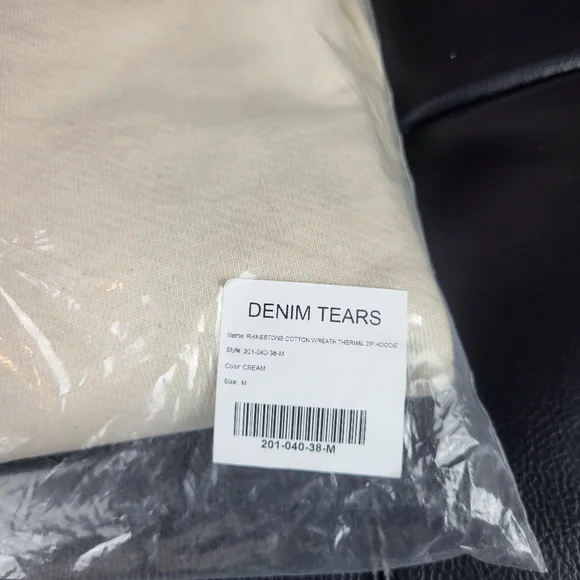 DENIM TEARS
Name: RHINESTONE COTTON WREATH THERMAL ZIP HOODIE
Style: 201-040-38-M
Color: CREAM
Size: M
201-040-38-M